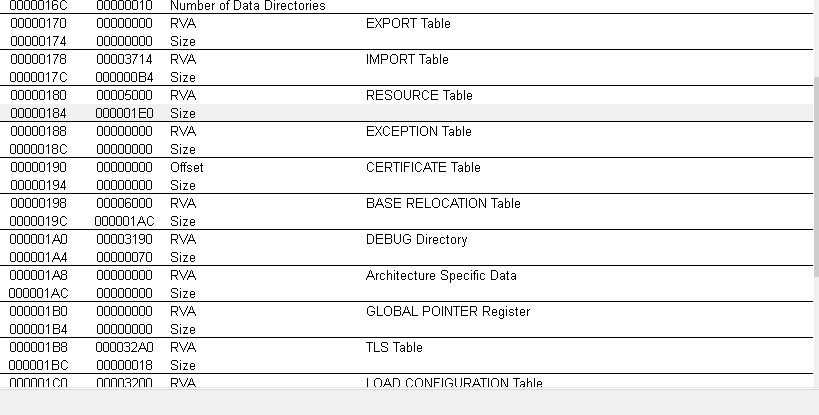 0000016C 00000010 Number of Data Directories
00000170 00000000 RVA EXPORT Table
00000174 00000000 Size
00000178 00003714 RVA IMPORT Table
0000017C 000000B4 Size
00000180 00005000 RVA RESOURCE Table
00000184 000001E0 Size
00000188 00000000 RVA EXCEPTION Table
0000018C 00000000 Size
00000190 00000000 Offset CERTIFICATE Table
00000194 00000000 Size
00000198 00006000 RVA BASE RELOCATION Table
0000019C 000001AC Size
000001A0 00003190 RVA DEBUG Directory
000001A4 00000070 Size
000001A8 00000000 RVA Architecture Specific Data
000001AC 00000000 Size
000001B0 00000000 RVA GLOBAL POINTER Register
000001B4 00000000 Size
000001B8 000032A0 RVA TLS Table
000001BC 00000018 Size
000001C0 00003200 RVA LOAD CONFIGURATION Table